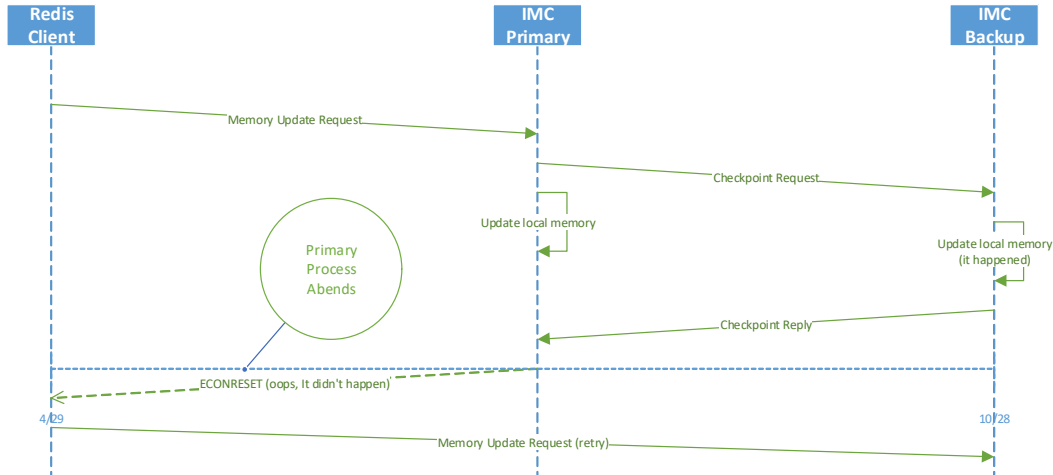 Redis
Client
IMC
Primary
IMC
Backup
Memory Update Request
Checkpoint Request
Update local memory
Update local memory
(it happened)
Primary
Process
Abends
Checkpoint Reply
ECONRESET (oops, It didn't happen)
4/29
10/28
Memory Update Request (retry)